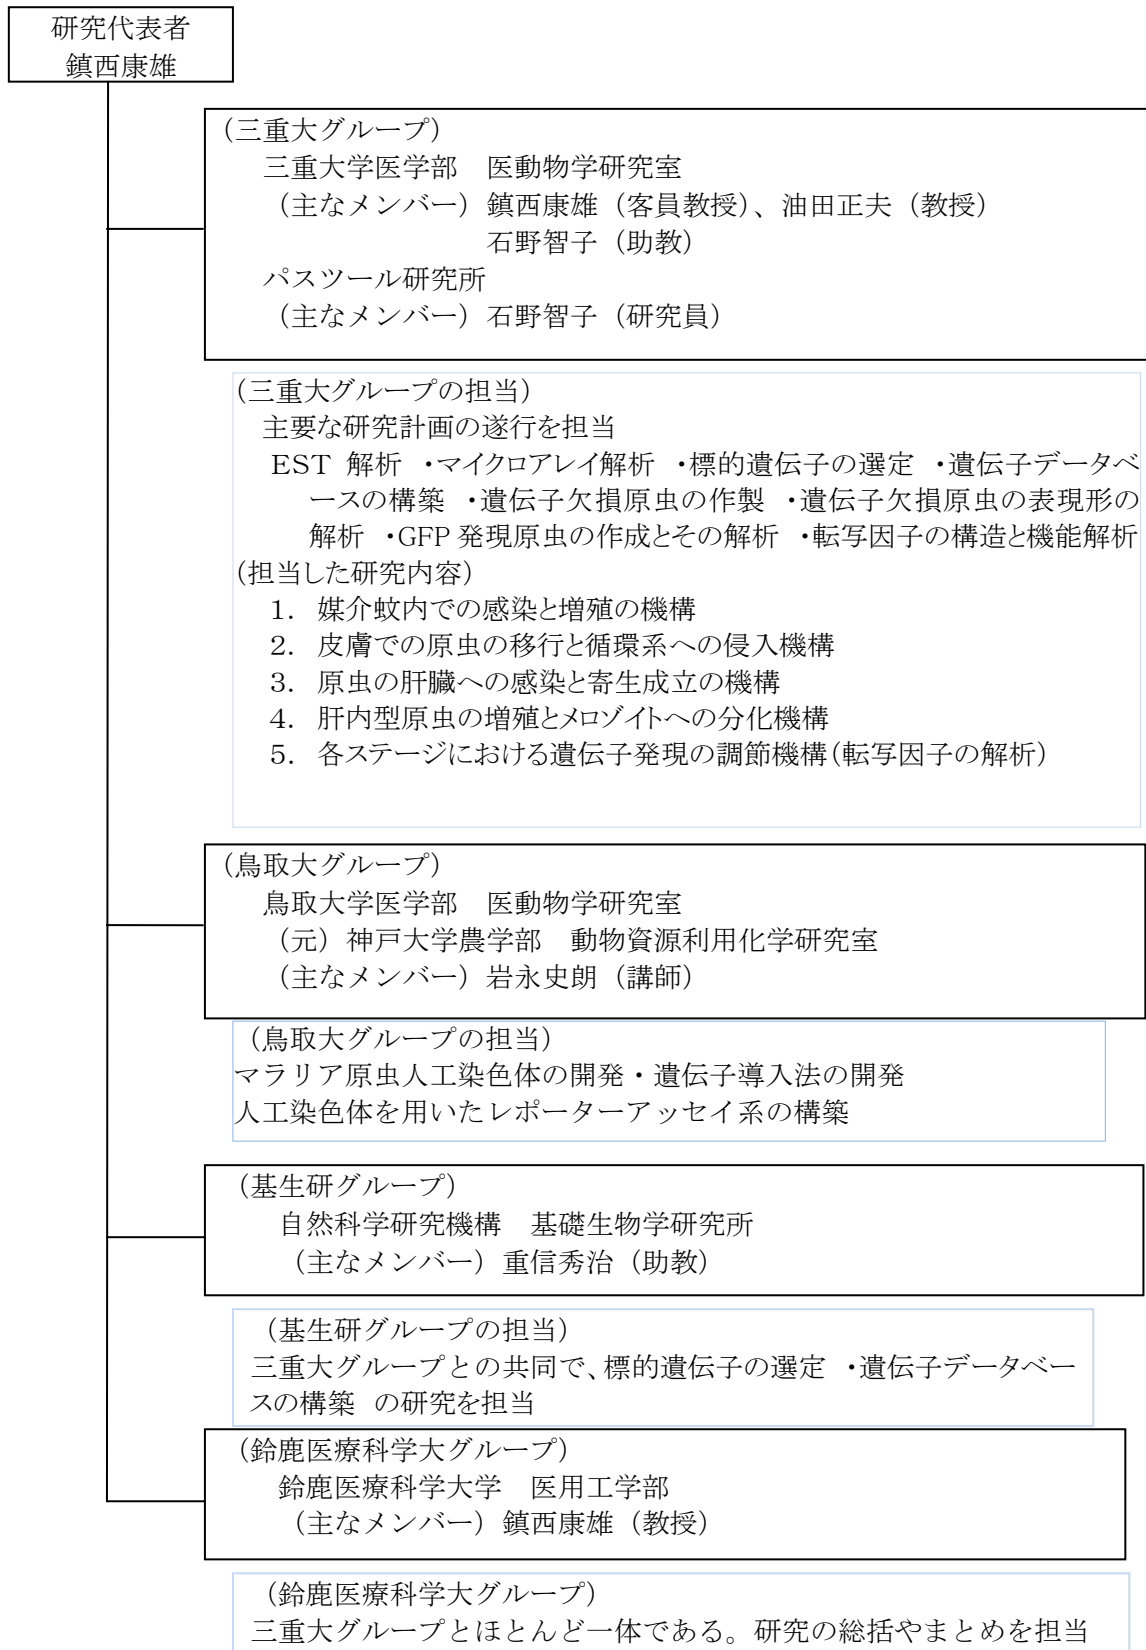 研究代表者
鎮西康雄
(三重大グループ)
三重大学医学部　医動物学研究室
（主なメンバー）鎮西康雄（客員教授）、油田正夫（教授）
石野智子（助教）
パスツール研究所
（主なメンバー）石野智子（研究員）
(三重大グループの担当)
主要な研究計画の遂行を担当
EST 解析 ・マイクロアレイ解析 ・標的遺伝子の選定 ・遺伝子データベ
ースの構築 ・遺伝子欠損原虫の作製 ・遺伝子欠損原虫の表現形の
解析 ・GFP 発現原虫の作成とその解析 ・転写因子の構造と機能解析
(担当した研究内容)
1. 媒介蚊内での感染と増殖の機構
2. 皮膚での原虫の移行と循環系への侵入機構
3. 原虫の肝臓への感染と寄生成立の機構
4. 肝内型原虫の増殖とメロゾイトへの分化機構
5. 各ステージにおける遺伝子発現の調節機構(転写因子の解析)
(鳥取大グループ)
鳥取大学医学部　医動物学研究室
（元）神戸大学農学部　動物資源利用化学研究室
（主なメンバー）岩永史朗（講師）
(鳥取大グループの担当)
マラリア原虫人工染色体の開発・遺伝子導入法の開発
人工染色体を用いたレポーターアッセイ系の構築
(基生研グループ)
自然科学研究機構　基礎生物学研究所
（主なメンバー）重信秀治（助教）
(基生研グループの担当)
三重大グループとの共同で、標的遺伝子の選定 ・遺伝子データベー
スの構築 の研究を担当
(鈴鹿医療科学大グループ)
鈴鹿医療科学大学　医用工学部
（主なメンバー）鎮西康雄（教授）
(鈴鹿医療科学大グループ)
三重大グループとほとんど一体である。研究の総括やまとめを担当